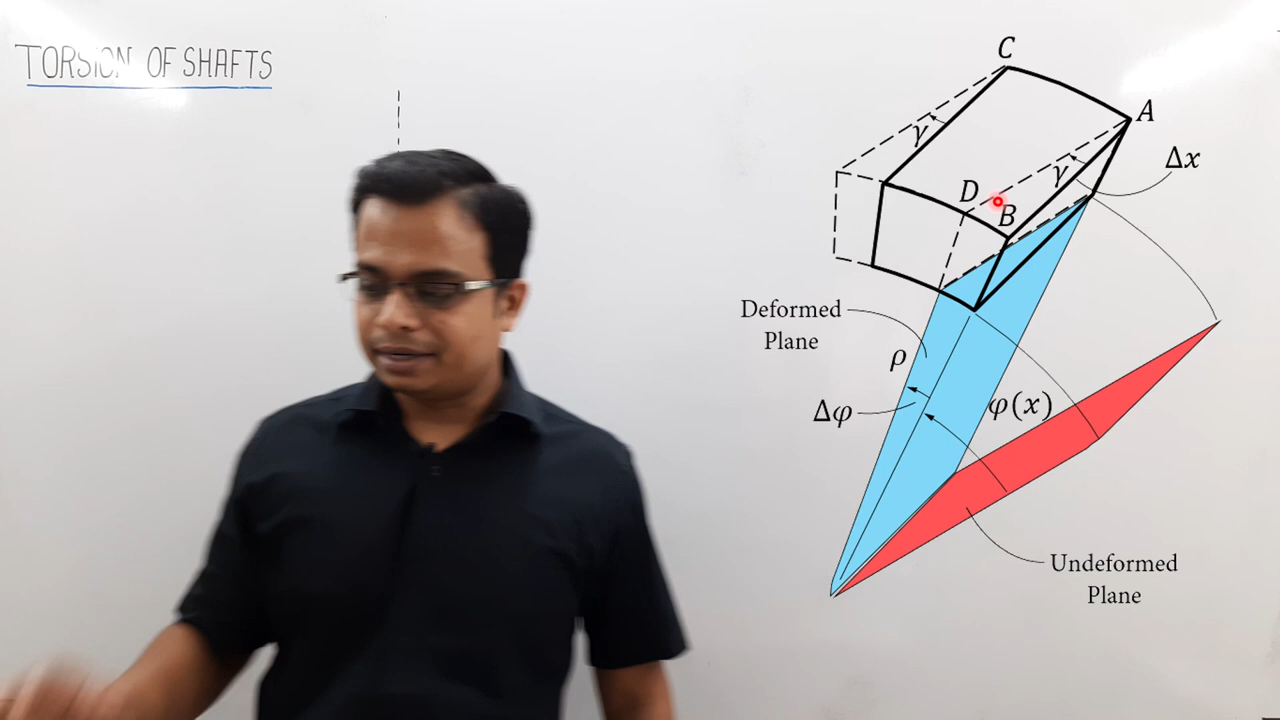 TORSION OF SHAFTS
C
A
γ
Δx
γ
D
B
Deformed
Plane
ρ
Δφ
φ(x)
Undeformed
Plane